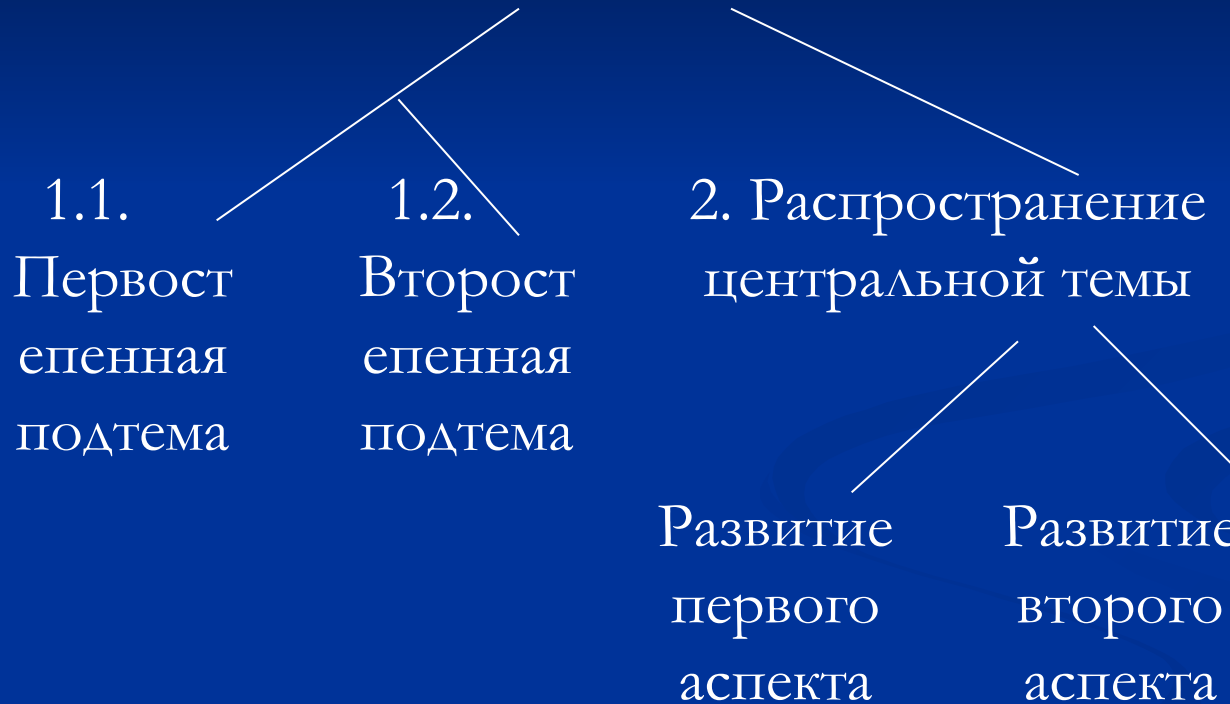 1.1.
Первост
епенная
подтема
1.2.
Второст
епенная
подтема
2. Распространение
центральной темы
Развитие
первого
аспекта
Развитие
второго
аспекта